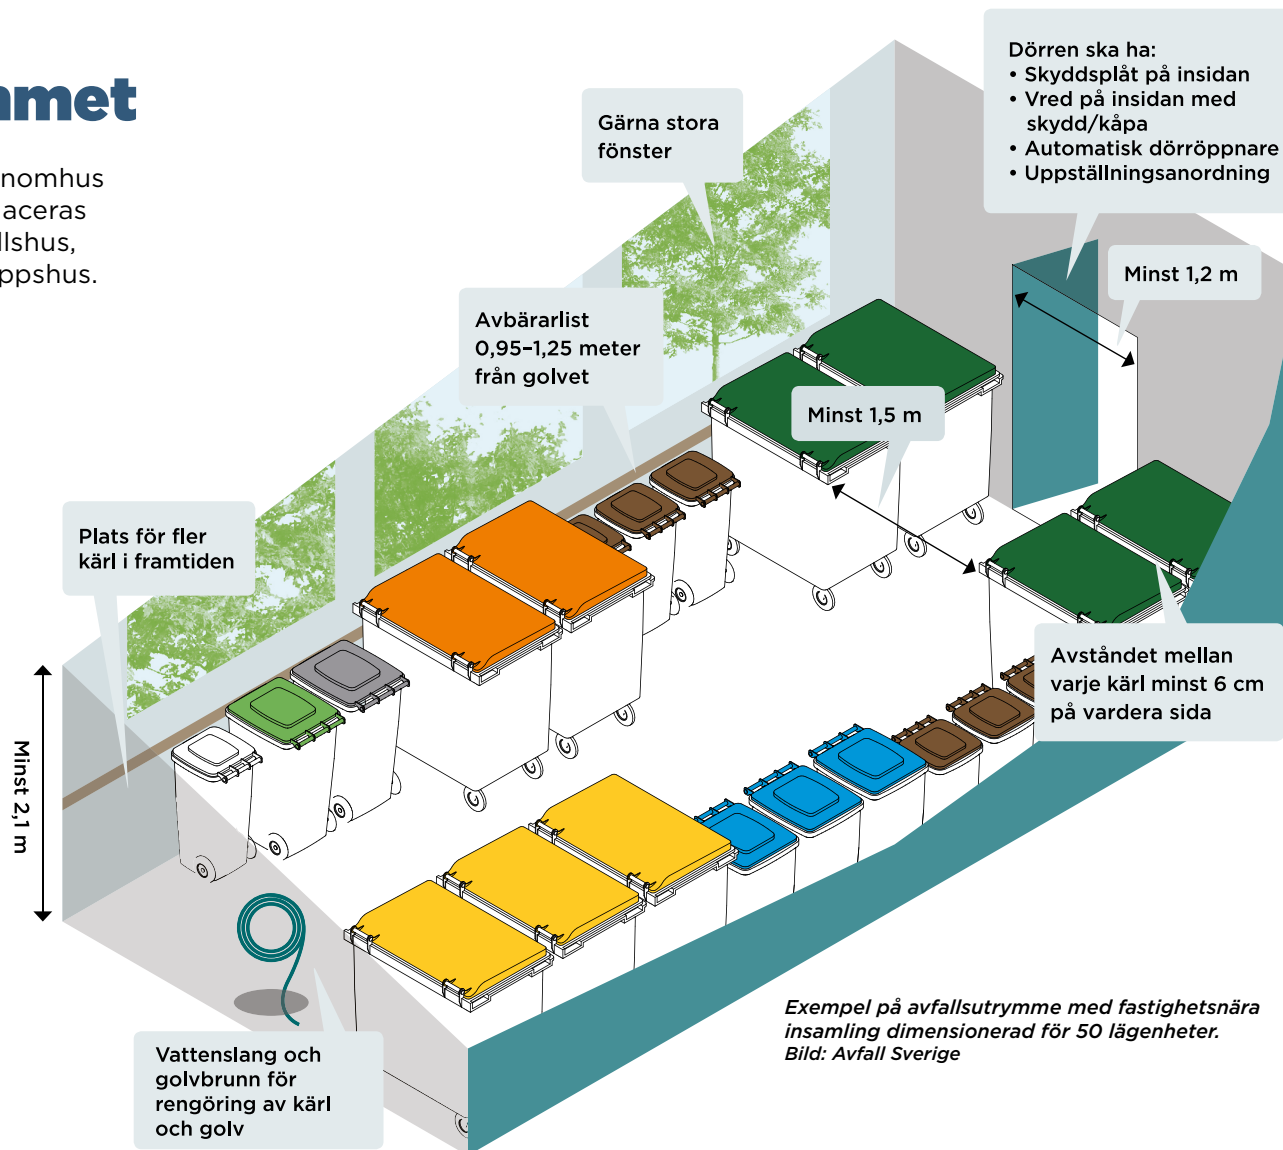 mmet
nomhus
aceras
llshus,
ppshus.
Dörren ska ha:
• Skyddsplåt på insidan
• Vred på insidan med
skydd/kåpa
• Automatisk dörröppnare
• Uppställningsanordning
Gärna stora
fönster
Minst 1,2 m
Avbärarlist
0,95–1,25 meter
från golvet
Minst 1,5 m
Plats för fler
kärl i framtiden
Avståndet mellan
varje kärl minst 6 cm
på vardera sida
Minst 2,1 m
Exempel på avfallsutrymme med fastighetsnära
insamling dimensionerad för 50 lägenheter.
Bild: Avfall Sverige
Vattenslang och
golvbrunn för
rengöring av kärl
och golv